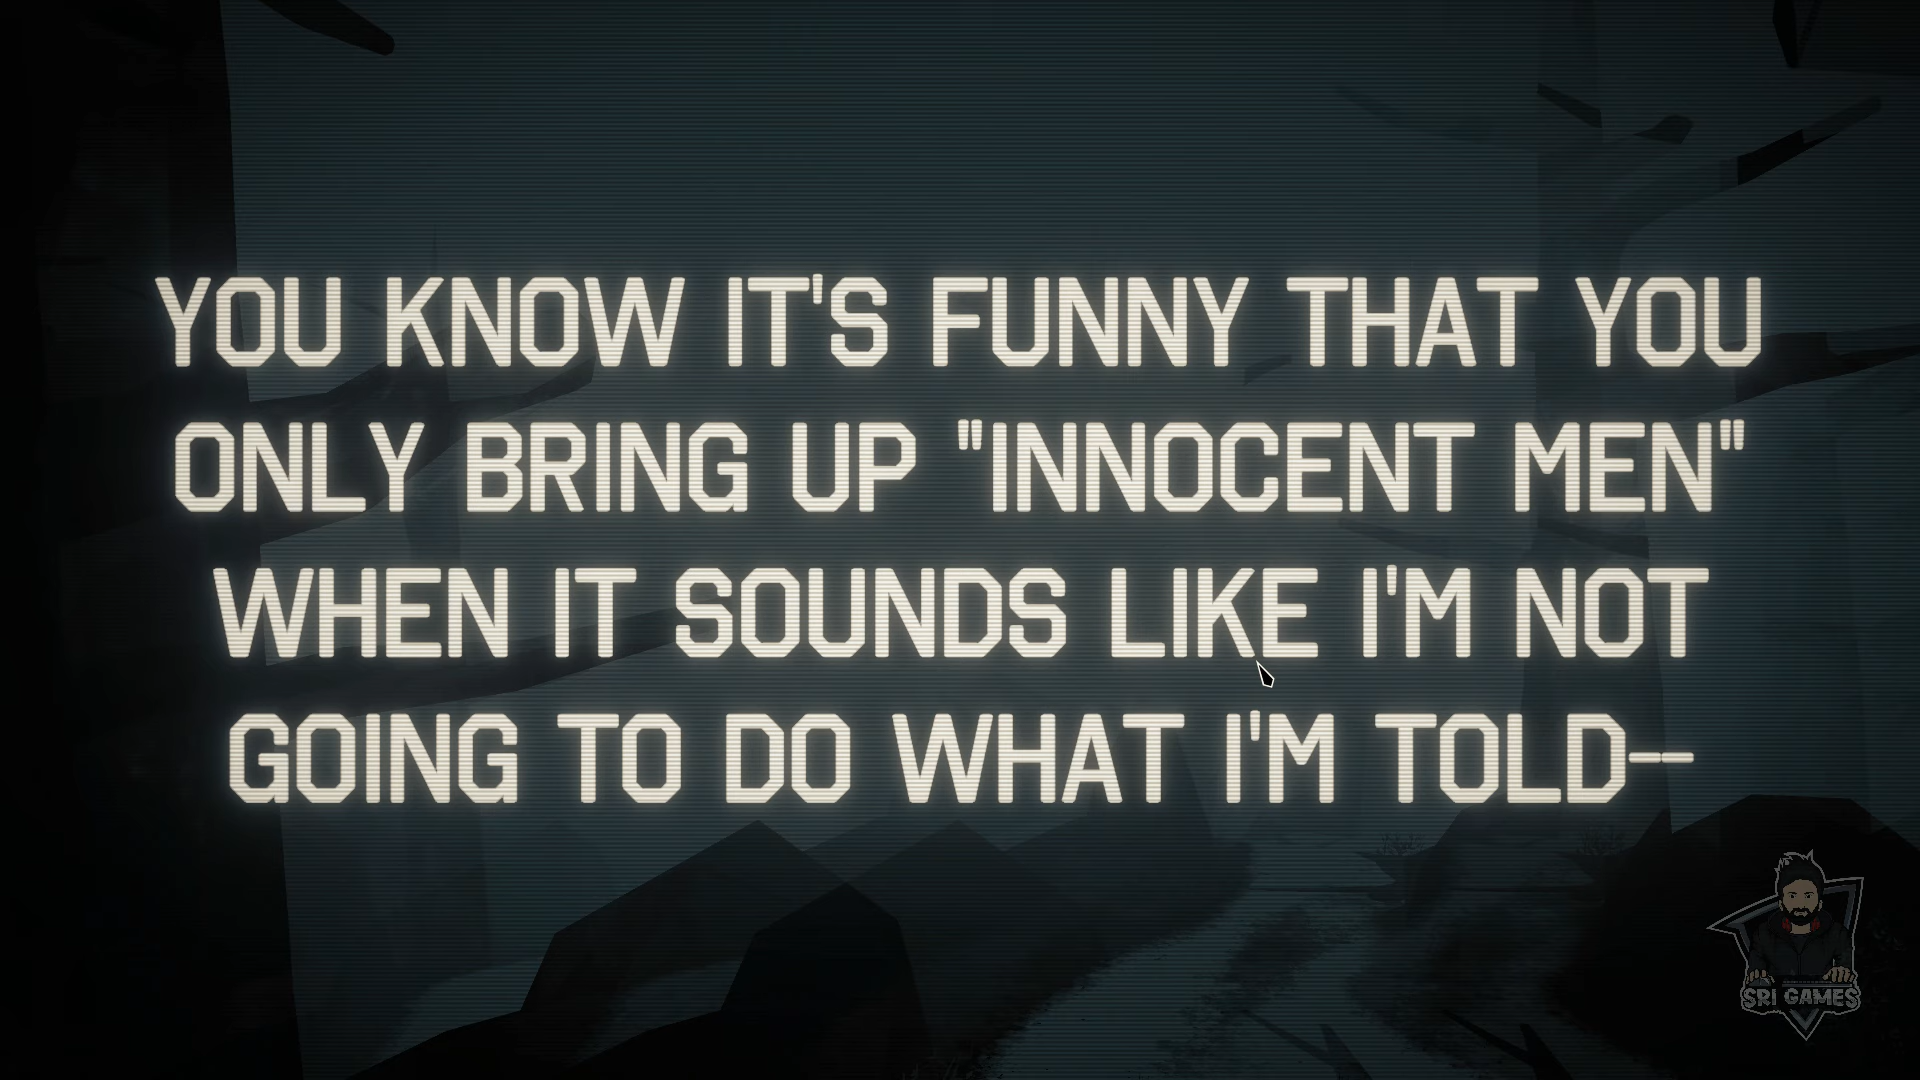 YOU KNOW IT'S FUNNY THAT YOU
ONLY BRING UP "INNOCENT MEN"
WHEN IT SOUNDS LIKE I'M NOT
GOING TO DO WHAT I'M TOLD--
SRI GAMES